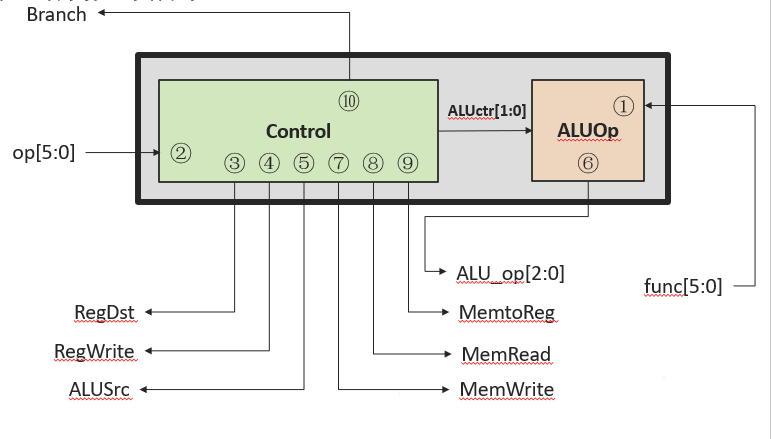 Branch
⑩
ALUctr[1:0]
①
Control
ALUOp
op[5:0]
②
③ ④ ⑤ ⑦ ⑧ ⑨
⑥
ALU_op[2:0]
func[5:0]
RegDst
MemtoReg
RegWrite
MemRead
ALUSrc
MemWrite